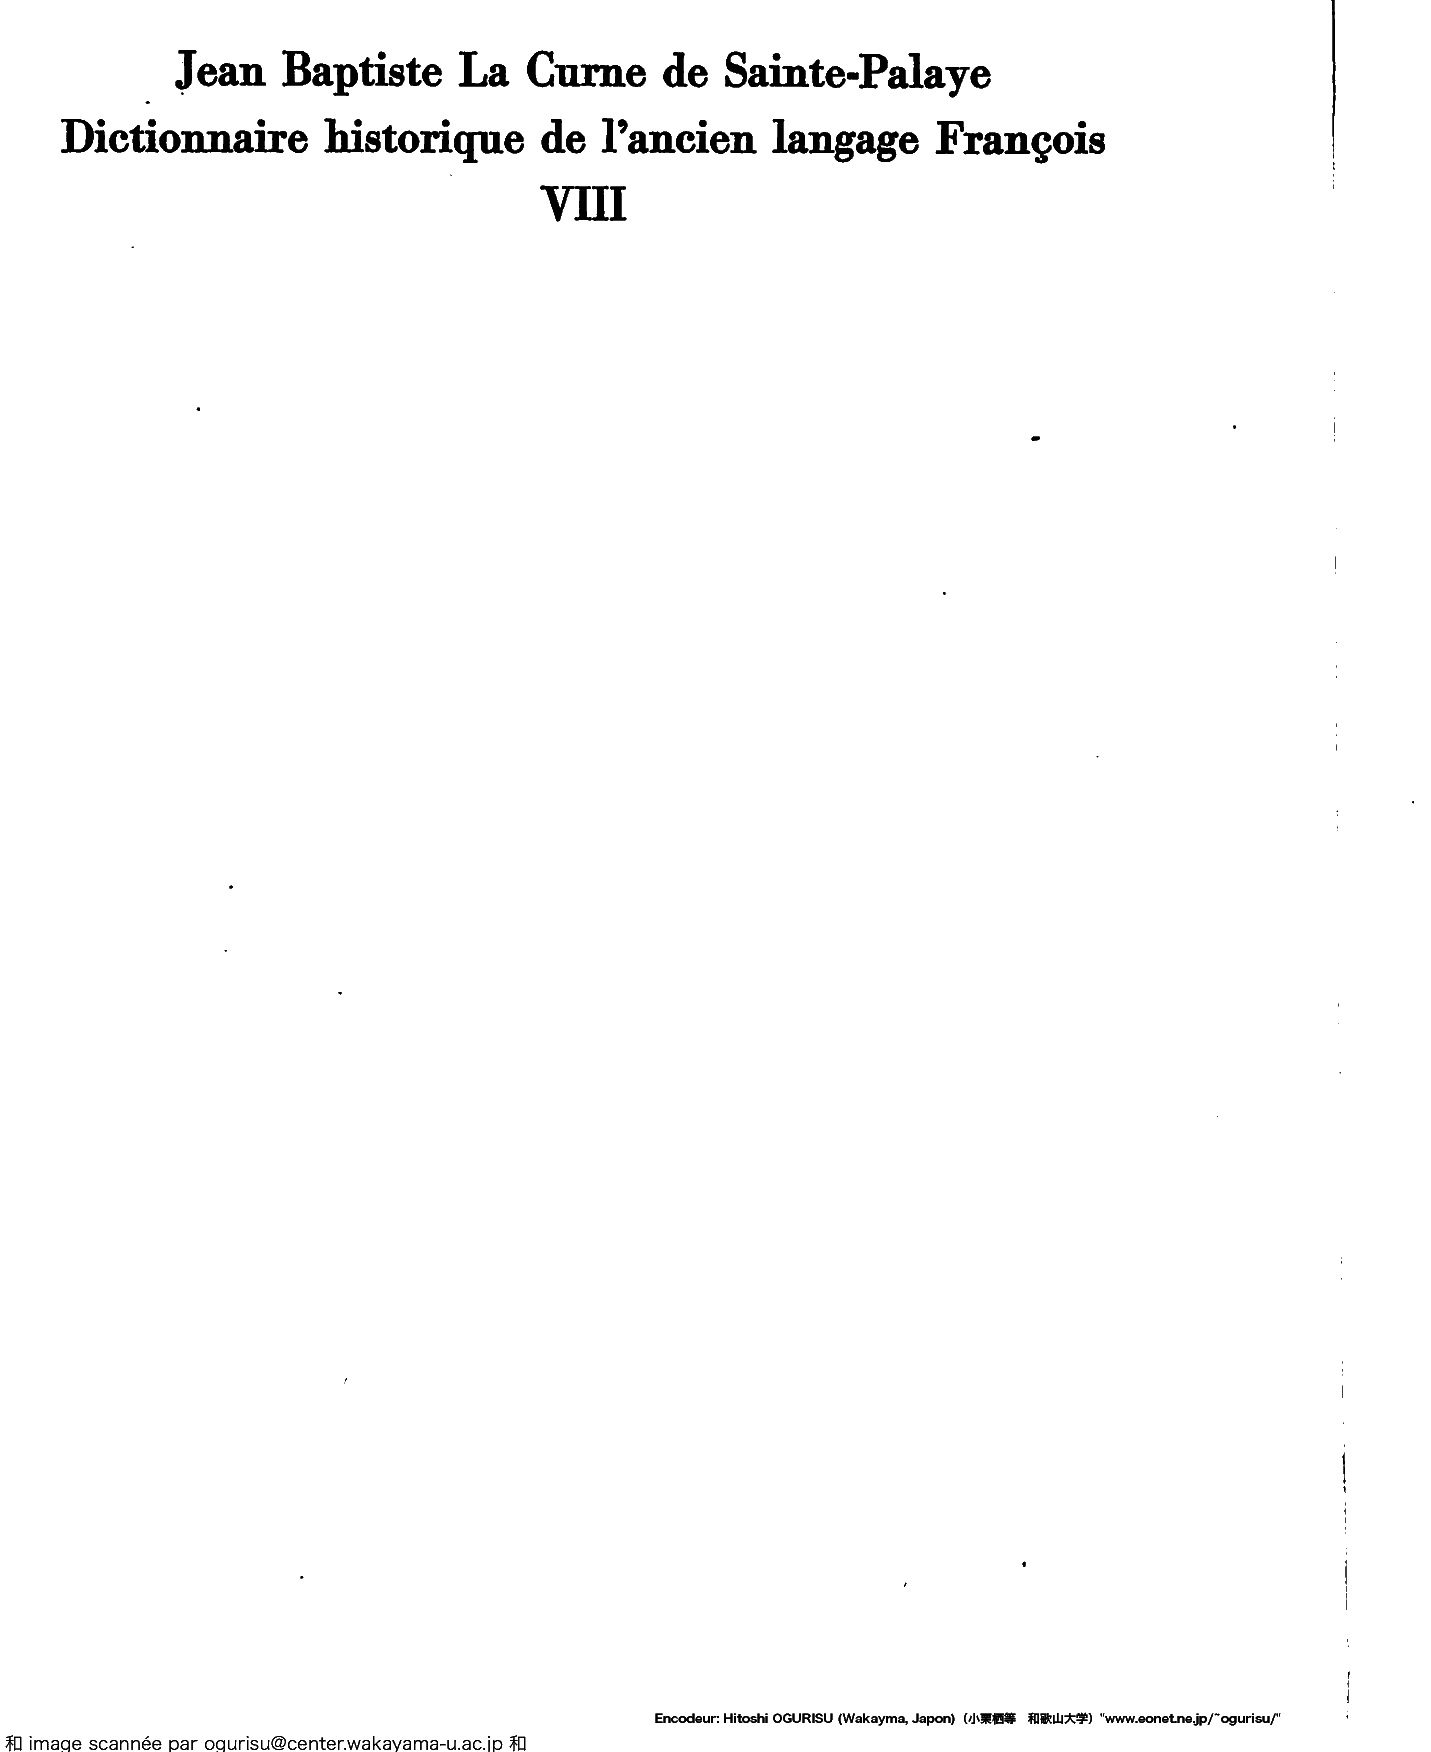 Jean Baptiste La Curne de Sainte-Palaye
Dictionnaire historique de l'ancien langage François
VIII
Encodeur: Hitoshi OGURISU (Wakayma, Japon)（小栗栖等　和歌山大学）"www.eonet.ne.jp/~ogurisu/"
和 image scannée par ogurisu@center.wakayama-u.ac.jp 和